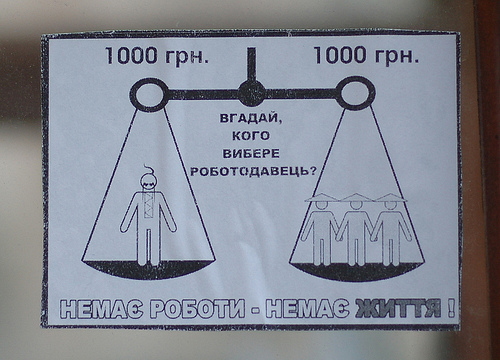 1000 грн. 1000 грн.
ВГАДАЙ,
КОГО
ВИБЕРЕ
РОБОТОДАВЕЦЬ?
НЕМАЄ РОБОТИ - НЕМАЄ ЖИТТЯ !